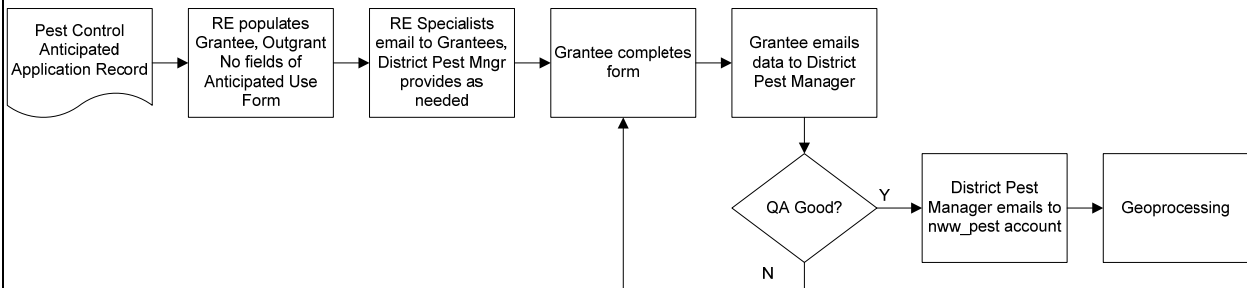 Pest Control
Anticipated
Application Record
RE populates
Grantee, Outgrant
No fields of
Anticipated Use
Form
RE Specialists
email to Grantees,
District Pest Mngr
provides as
needed
Grantee completes
form
Grantee emails
data to District
Pest Manager
QA Good?
Y
District Pest
Manager emails to
nww_pest account
Geoprocessing
N